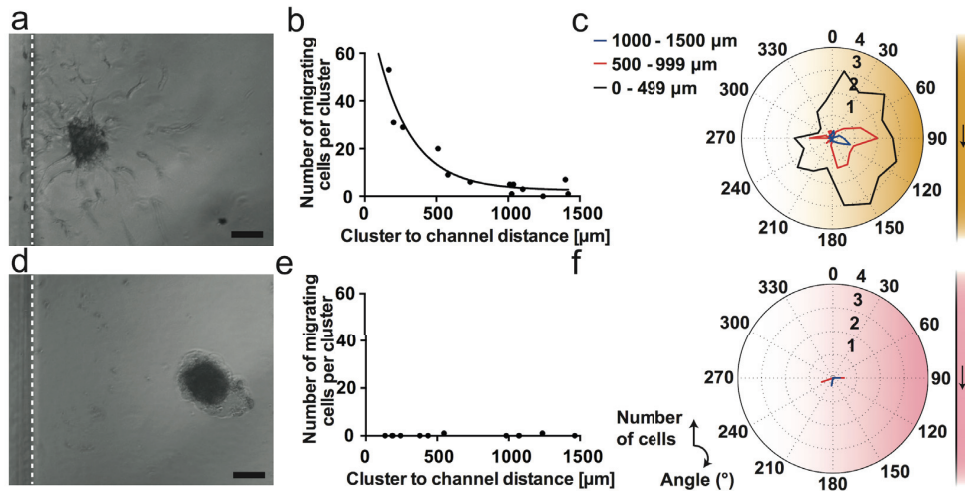 a
b
c
60
40
20
0
0
500
1000
1500
Number of migrating
cells per cluster
Cluster to channel distance [µm]
1000 - 1500 µm
500 - 999 µm
0 - 499 µm
0
30
60
90
120
150
180
210
240
270
300
330
4
3
2
1
d
e
f
60
40
20
0
0
500
1000
1500
Number of migrating
cells per cluster
Cluster to channel distance [µm]
0
30
60
90
120
150
180
210
240
270
300
330
4
3
2
1
Number
of cells
Angle (°)